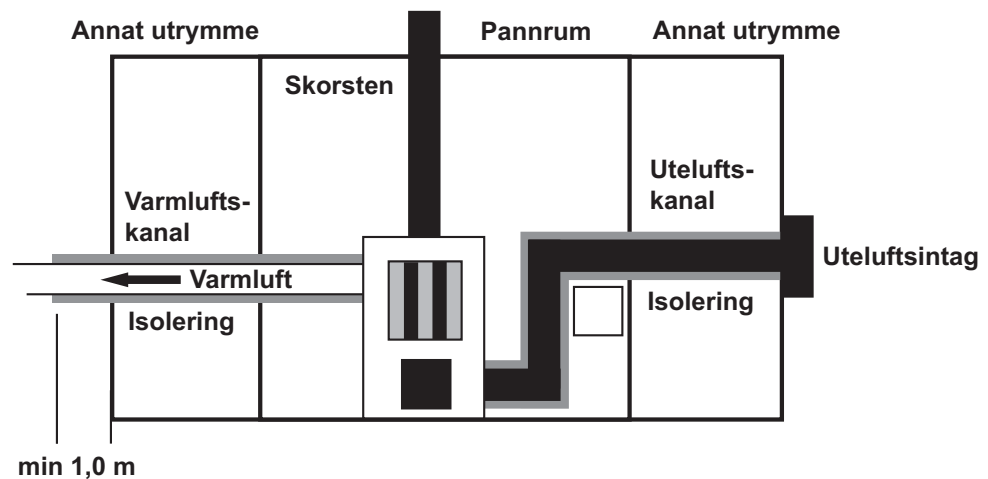 Annat utrymme
Pannrum
Annat utrymme
Skorsten
Varmlufts-
kanal
Utelufts-
kanal
Uteluftsintag
Varmluft
Isolering
Isolering
min 1,0 m